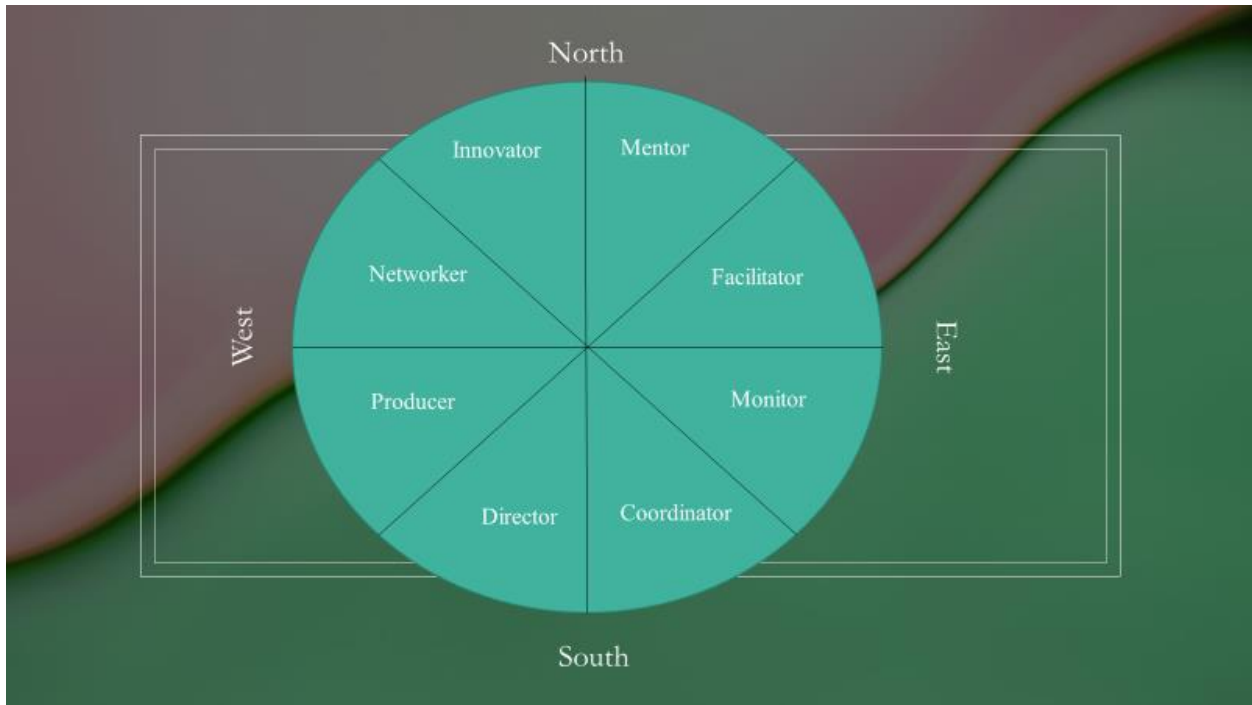 North
Innovator
Mentor
Networker
Facilitator
West
East
Producer
Monitor
Director
Coordinator
South